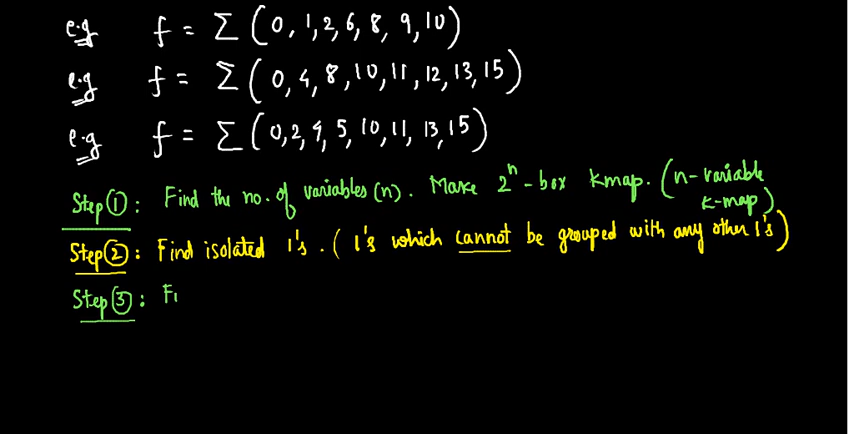 e.g f = Σ (0, 1, 2, 6, 8, 9, 10)
e.g f = Σ (0, 4, 8, 10, 11, 12, 13, 15)
e.g f = Σ (0, 2, 4, 5, 10, 11, 13, 15)
Step ①: Find the no. of variables (n). Make 2ⁿ - box kmap. (n-variable
k-map)
Step ②: Find isolated 1's. (1's which cannot be grouped with any other 1's)
Step ③: Fi